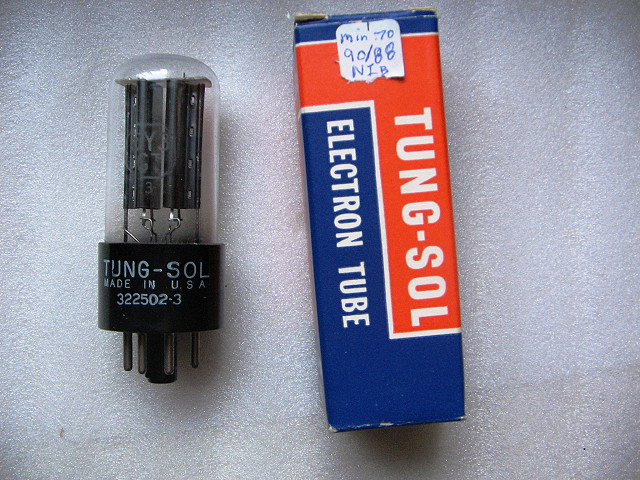 TUNG-SOL
MADE IN U.S.A
322502-3
min 70
90/88
NIB
TUNG-SOL
ELECTRON TUBE